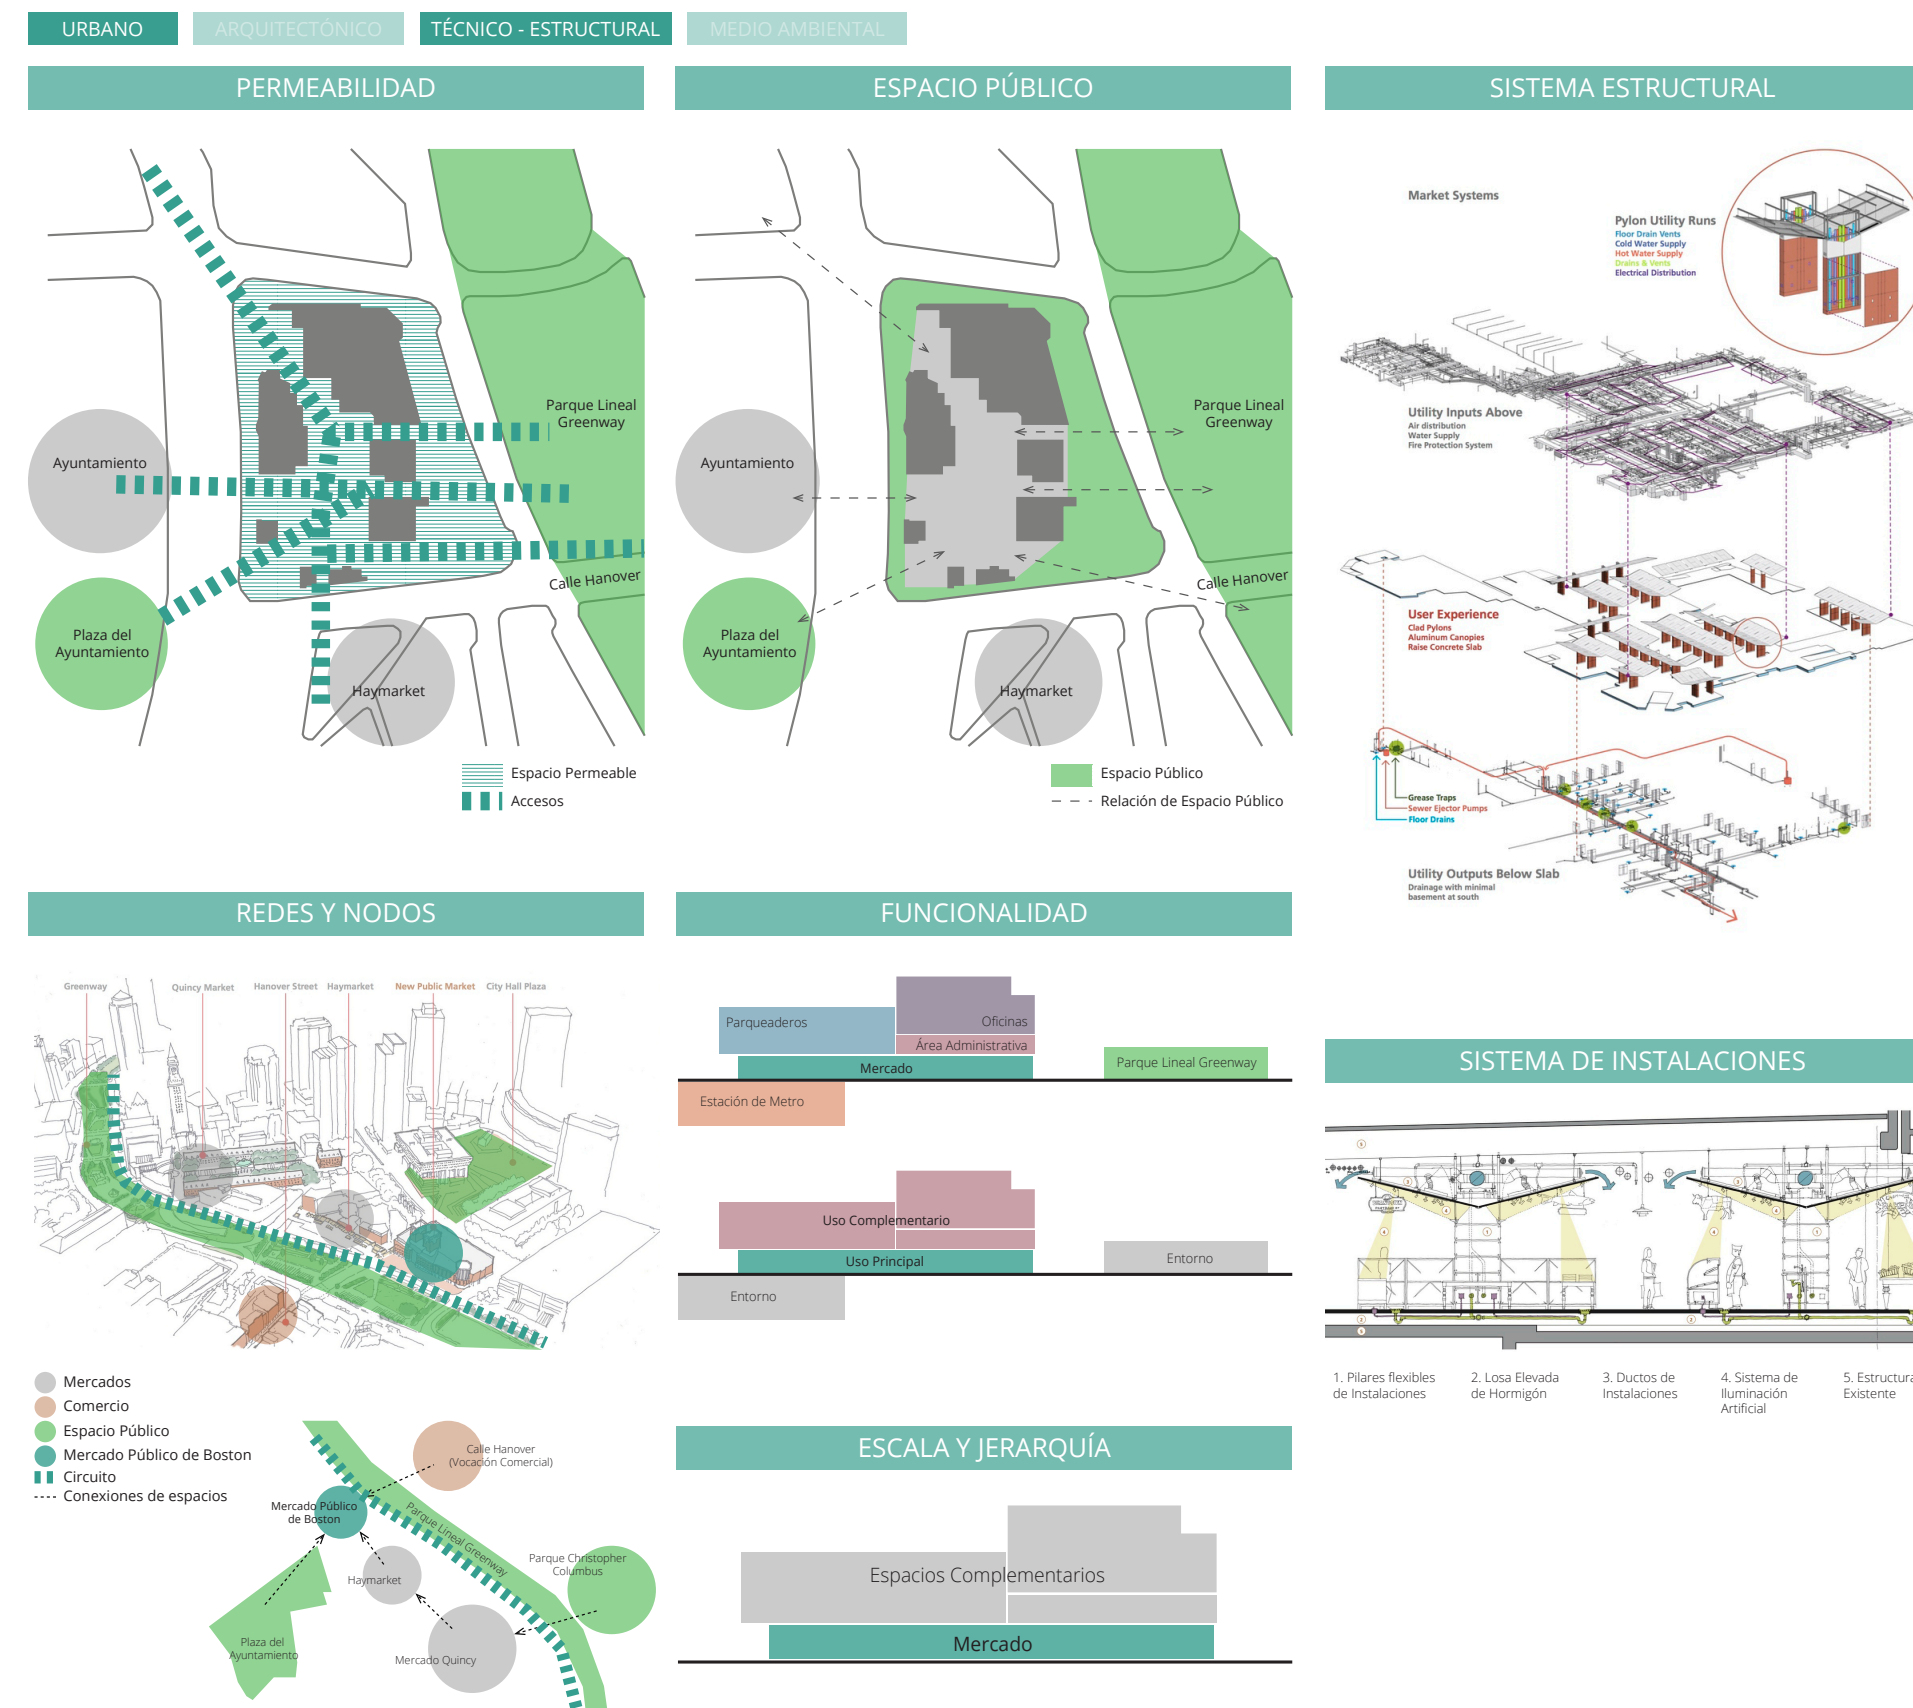 URBANO
ARQUITECTÓNICO
TÉCNICO - ESTRUCTURAL
MEDIO AMBIENTAL
PERMEABILIDAD
Parque Lineal
Greenway
Ayuntamiento
Calle Hanover
Plaza del
Ayuntamiento
Haymarket
Espacio Permeable
Accesos
ESPACIO PÚBLICO
Parque Lineal
Greenway
Ayuntamiento
Calle Hanover
Plaza del
Ayuntamiento
Haymarket
Espacio Público
Relación de Espacio Público
SISTEMA ESTRUCTURAL
Market Systems
Pylon Utility Runs
Floor Drain Vents
Cold Water Supply
Hot Water Supply
Drains & Vents
Electrical Distribution
Utility Inputs Above
Air distribution
Water Supply
Fire Protection System
User Experience
Clad Pylons
Aluminum Canopies
Raise Concrete Slab
Grease Traps
Sewer Ejector Pumps
Floor Drains
Utility Outputs Below Slab
Drainage with minimal
basement at south
REDES Y NODOS
Greenway
Quincy Market
Hanover Street
Haymarket
New Public Market
City Hall Plaza
Mercados
Comercio
Espacio Público
Mercado Público de Boston
Circuito
Conexiones de espacios
Calle Hanover
(Vocación Comercial)
Mercado Público
de Boston
Parque Lineal Greenway
Parque Christopher
Columbus
Haymarket
Plaza del
Ayuntamiento
Mercado Quincy
FUNCIONALIDAD
Parqueaderos
Oficinas
Área Administrativa
Mercado
Parque Lineal Greenway
Estación de Metro
Uso Complementario
Uso Principal
Entorno
Entorno
ESCALA Y JERARQUÍA
Espacios Complementarios
Mercado
SISTEMA DE INSTALACIONES
1. Pilares flexibles
de Instalaciones
2. Losa Elevada
de Hormigón
3. Ductos de
Instalaciones
4. Sistema de
Iluminación
Artificial
5. Estructura
Existente